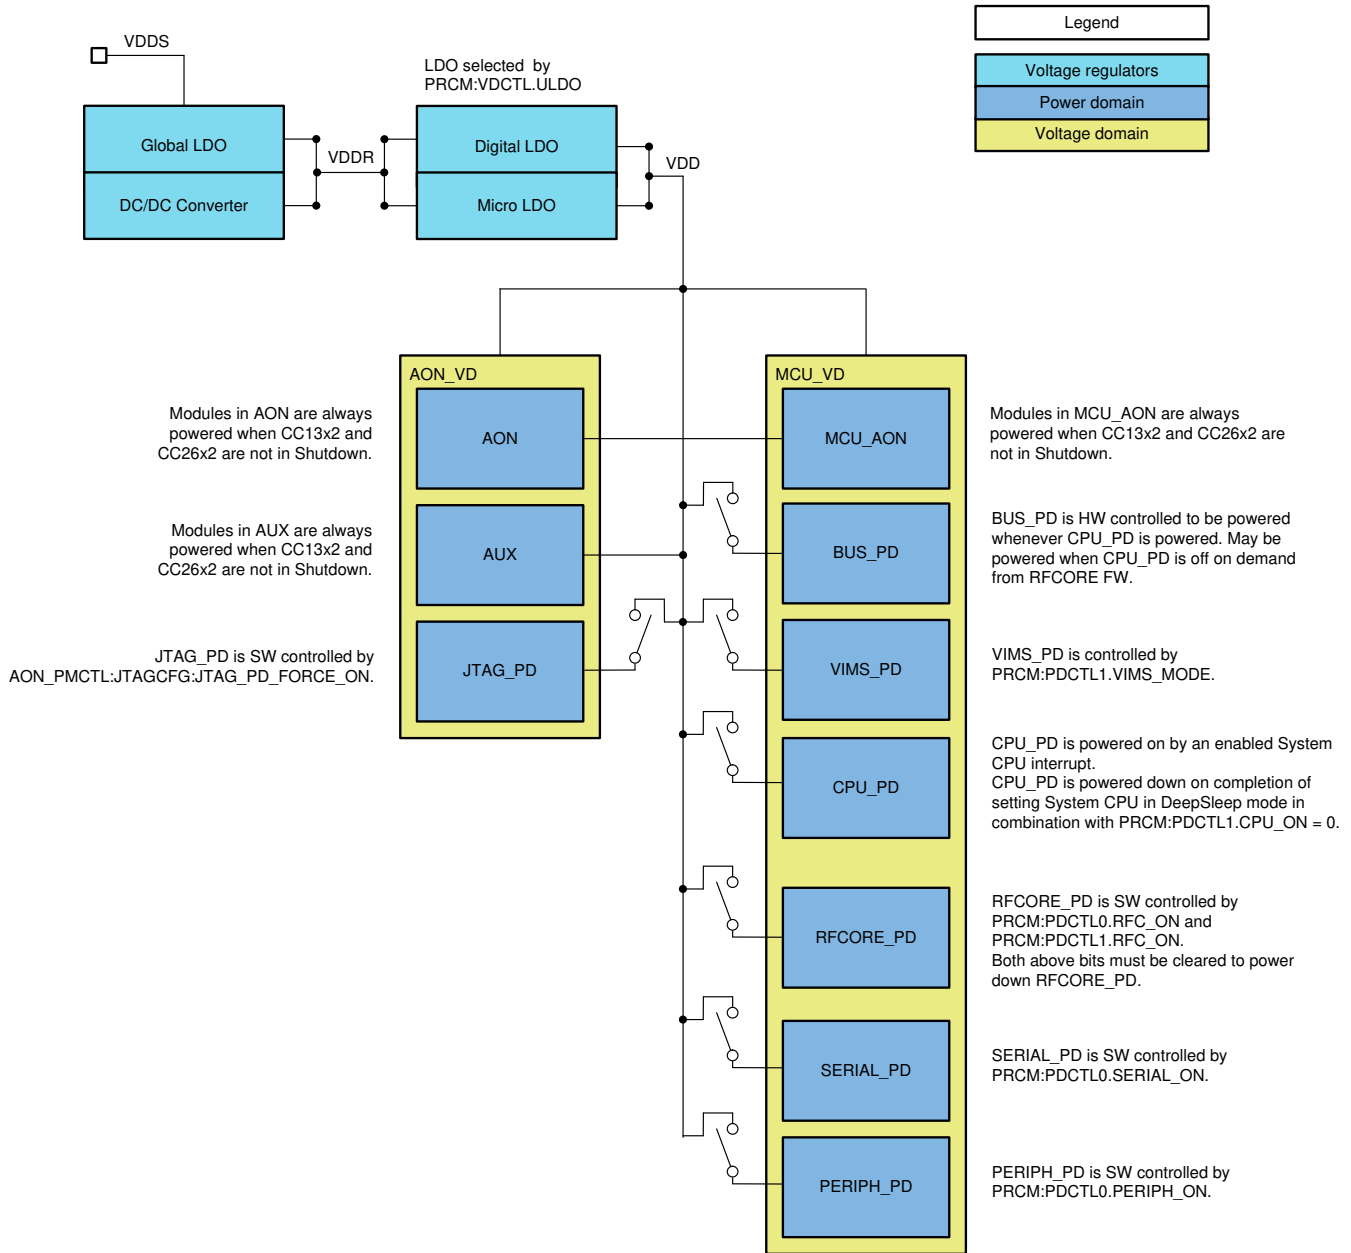 Legend
Voltage regulators
Power domain
Voltage domain
VDDS
LDO selected by
PRCM:VDCTL.ULDO
Global LDO
DC/DC Converter
VDDR
Digital LDO
Micro LDO
VDD
AON_VD
MCU_VD
Modules in AON are always
powered when CC13x2 and
CC26x2 are not in Shutdown.
AON
MCU_AON
Modules in MCU_AON are always
powered when CC13x2 and CC26x2 are
not in Shutdown.
Modules in AUX are always
powered when CC13x2 and
CC26x2 are not in Shutdown.
AUX
BUS_PD
BUS_PD is HW controlled to be powered
whenever CPU_PD is powered. May be
powered when CPU_PD is off on demand
from RFCORE FW.
JTAG_PD is SW controlled by
AON_PMCTL:JTAGCFG:JTAG_PD_FORCE_ON.
JTAG_PD
VIMS_PD
VIMS_PD is controlled by
PRCM:PDCTL1.VIMS_MODE.
CPU_PD
CPU_PD is powered on by an enabled System
CPU interrupt.
CPU_PD is powered down on completion of
setting System CPU in DeepSleep mode in
combination with PRCM:PDCTL1.CPU_ON = 0.
RFCORE_PD
RFCORE_PD is SW controlled by
PRCM:PDCTL0.RFC_ON and
PRCM:PDCTL1.RFC_ON.
Both above bits must be cleared to power
down RFCORE_PD.
SERIAL_PD
SERIAL_PD is SW controlled by
PRCM:PDCTL0.SERIAL_ON.
PERIPH_PD
PERIPH_PD is SW controlled by
PRCM:PDCTL0.PERIPH_ON.